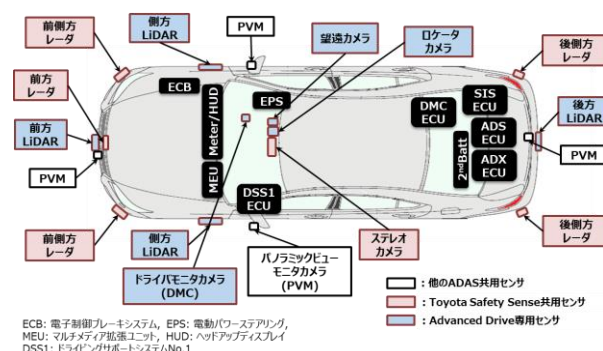 前側方
レーダ
側方
LiDAR
PVM
望遠カメラ
ロケータ
カメラ
後側方
レーダ
前方
レーダ
前方
LiDAR
PVM
ECB
Meter/HUD
MEU
EPS
DSS1
ECU
DMC
ECU
SIS
ECU
ADS
ECU
ADX
ECU
2ndBatt
後方
LiDAR
PVM
前側方
レーダ
側方
LiDAR
ドライバモニタカメラ
(DMC)
パノラミックビュー
モニタカメラ
(PVM)
ステレオ
カメラ
後側方
レーダ
：他のADAS共用センサ
：Toyota Safety Sense共用センサ
：Advanced Drive専用センサ
ECB: 電子制御ブレーキシステム, EPS: 電動パワーステアリング,
MEU: マルチメディア拡張ユニット, HUD: ヘッドアップディスプレイ
DSS1: ドライビングサポートシステムNo.1